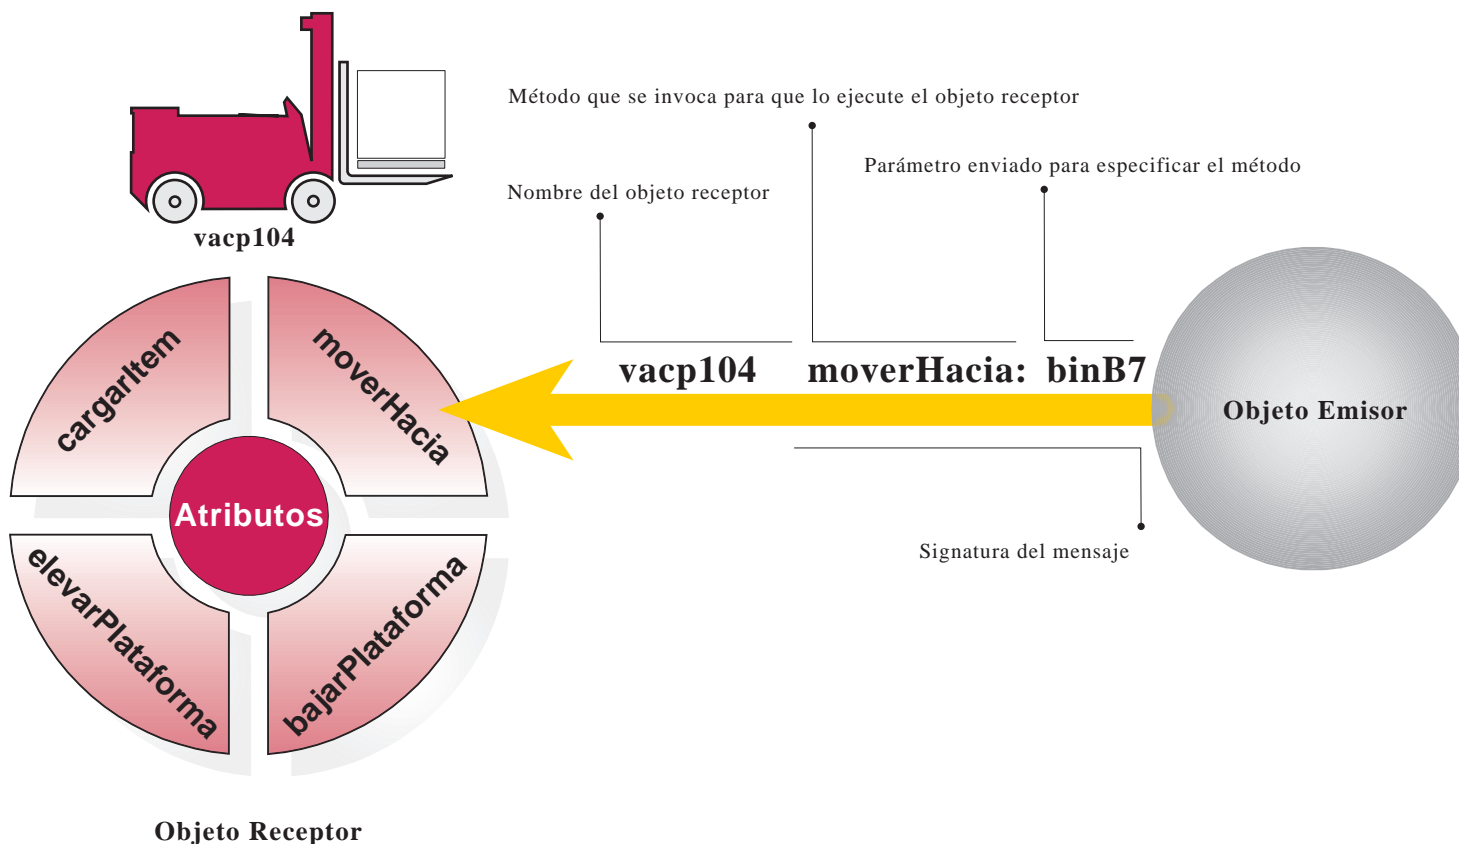 Método que se invoca para que lo ejecute el objeto receptor
Parámetro enviado para especificar el método
Nombre del objeto receptor
vacp104
cargarItem
moverHacia
vacp104 moverHacia: binB7
Objeto Emisor
Atributos
Signatura del mensaje
elevarPlataforma
bajarPlataforma
Objeto Receptor